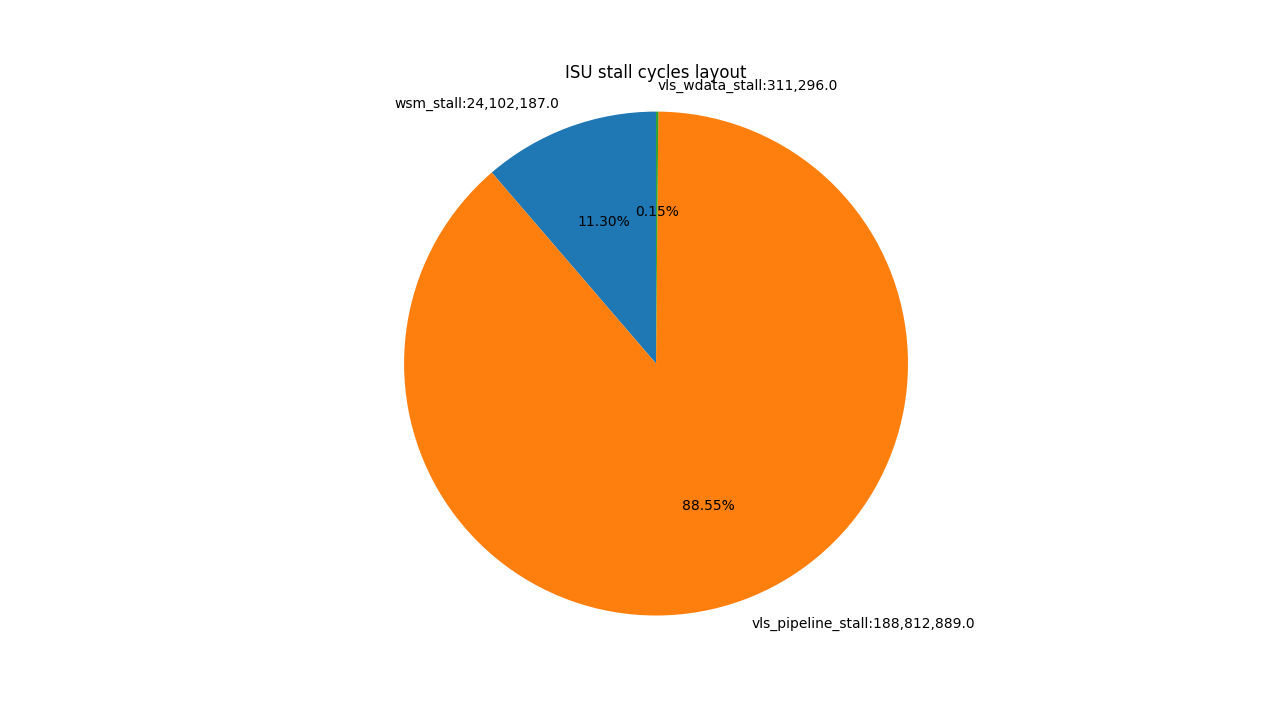 ISU stall cycles layout
vls_wdata_stall:311,296.0
wsm_stall:24,102,187.0
0.15%
11.30%
88.55%
vls_pipeline_stall:188,812,889.0